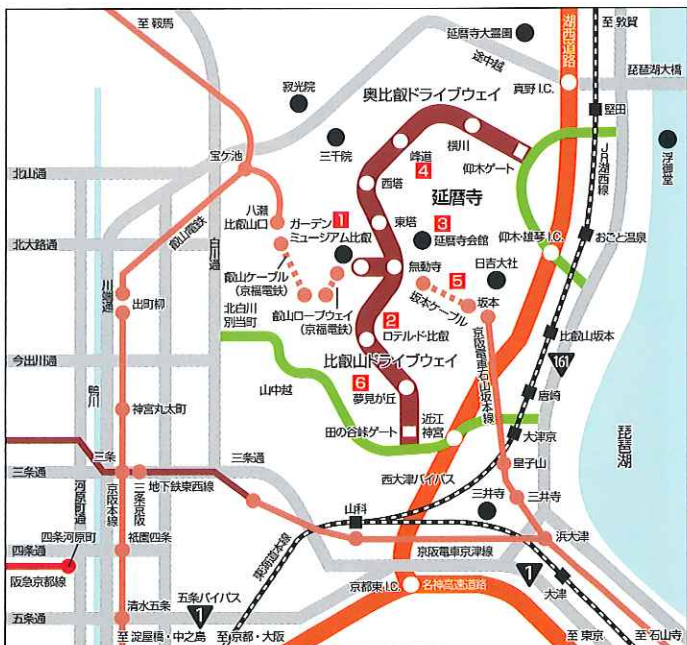 至 鞍馬
延暦寺大霊園
途中越
湖西道路
至 敦賀
琵琶湖大橋
真野 I.C.
堅田
寂光院
奥比叡ドライブウェイ
三千院
峰道
横川
仰木ゲート
JR湖西線
浮御堂
宝ケ池
北山通
4
西塔
延暦寺
八瀬
比叡山口
ガーデン
ミュージアム比叡
1
東塔
3
延暦寺会館
仰木・雄琴 I.C.
おごと温泉
叡山電鉄
白川通
北大路通
川端通
叡山ケーブル
(京福電鉄)
無動寺
日吉大社
5
坂本
坂本ケーブル
出町柳
北白川
別当町
叡山ロープウェイ
(京福電鉄)
2
ロテルド・比叡
比叡山坂本
京阪電車石山坂本線
今出川通
鴨川
山中越
比叡山ドライブウェイ
161
6
夢見が丘
唐崎
神宮丸太町
近江
神宮
田の谷峠ゲート
大津京
琵琶湖
三条
三条通
三条通
皇子山
西大津バイパス
河原町通
京阪本線
三条京阪
地下鉄東西線
三井寺
三井寺
山科
四条河原町
四条通
祇園四条
東海道本線
京阪電車京津線
浜大津
阪急京都線
1
大津
京都東 I.C.
名神高速道路
五条通
清水五条
五条バイパス
1
至 淀屋橋・中之島
至 京都・大阪
至 東京
至 石山寺